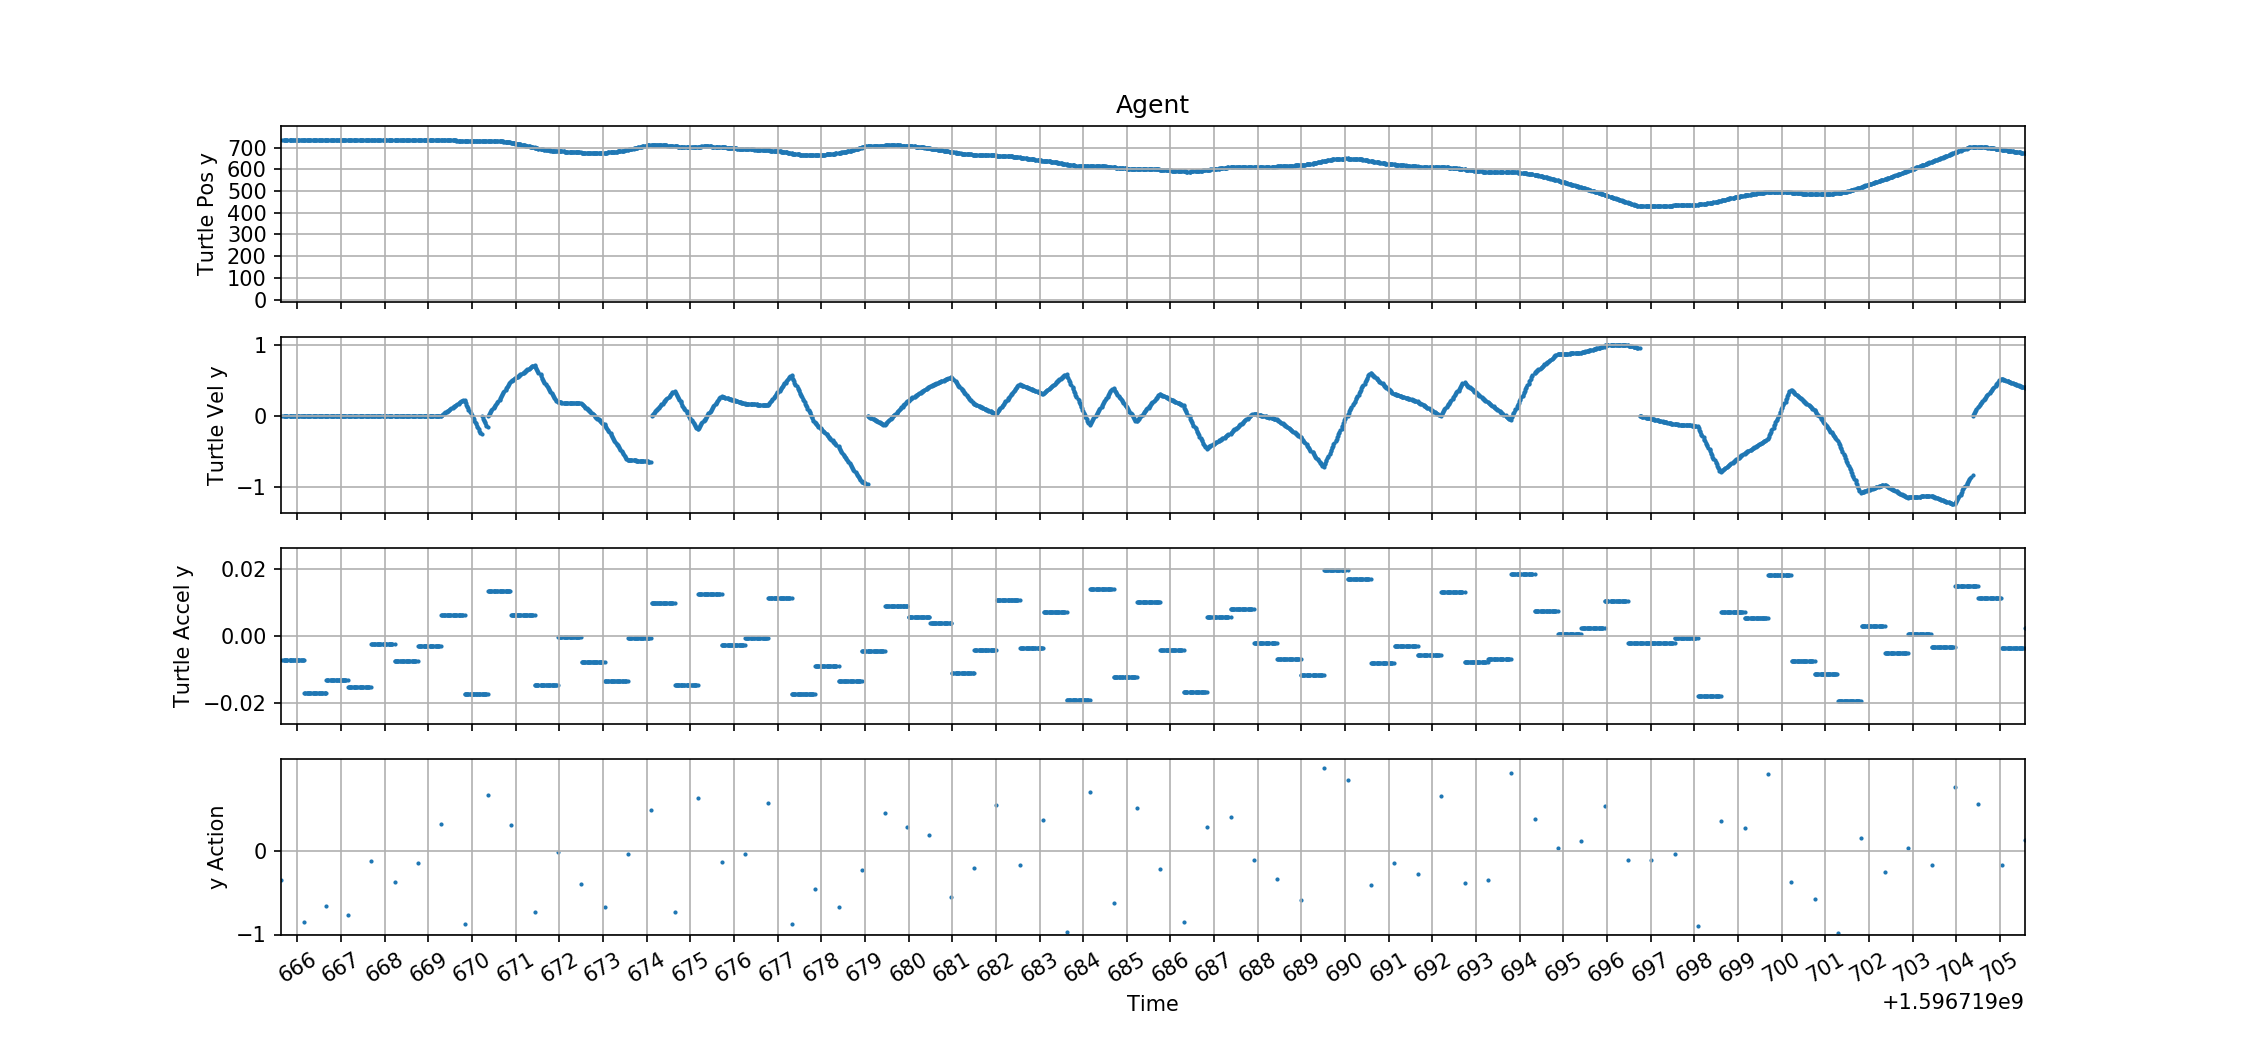 Agent
Turtle Pos y
700
600
500
400
300
200
100
0
Turtle Vel y
1
0
−1
Turtle Accel y
0.02
0.00
−0.02
y Action
0
−1
666 667 668 669 670 671 672 673 674 675 676 677 678 679 680 681 682 683 684 685 686 687 688 689 690 691 692 693 694 695 696 697 698 699 700 701 702 703 704 705
Time
+1.596719e9